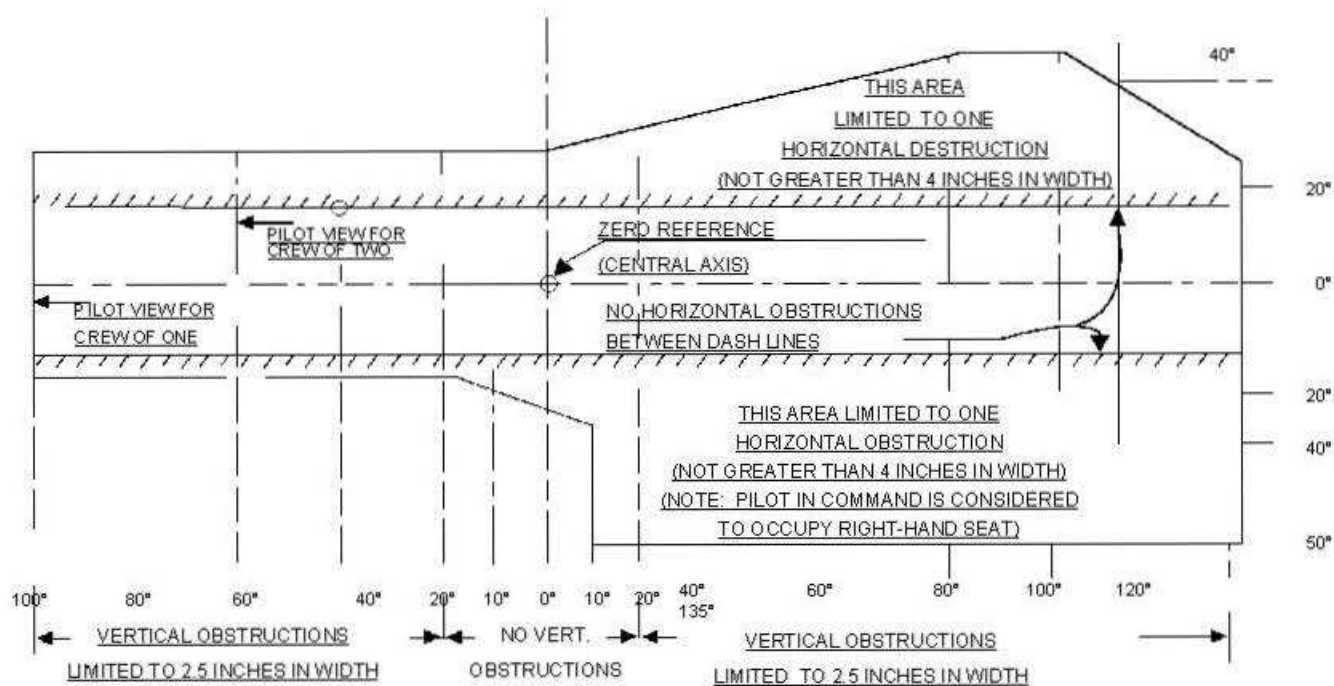 40°
THIS AREA
LIMITED TO ONE
HORIZONTAL DESTRUCTION
(NOT GREATER THAN 4 INCHES IN WIDTH)
20°
PILOT VIEW FOR
CREW OF TWO
ZERO REFERENCE
(CENTRAL AXIS)
0°
PILOT VIEW FOR
CREW OF ONE
NO HORIZONTAL OBSTRUCTIONS
BETWEEN DASH LINES
20°
THIS AREA LIMITED TO ONE
HORIZONTAL OBSTRUCTION
(NOT GREATER THAN 4 INCHES IN WIDTH)
(NOTE: PILOT IN COMMAND IS CONSIDERED
TO OCCUPY RIGHT-HAND SEAT)
40°
50°
100° 80° 60° 40° 20° 10° 0° 10° 20° 40° 60° 80° 100° 120°
135°
VERTICAL OBSTRUCTIONS
LIMITED TO 2.5 INCHES IN WIDTH
NO VERT.
OBSTRUCTIONS
VERTICAL OBSTRUCTIONS
LIMITED TO 2.5 INCHES IN WIDTH